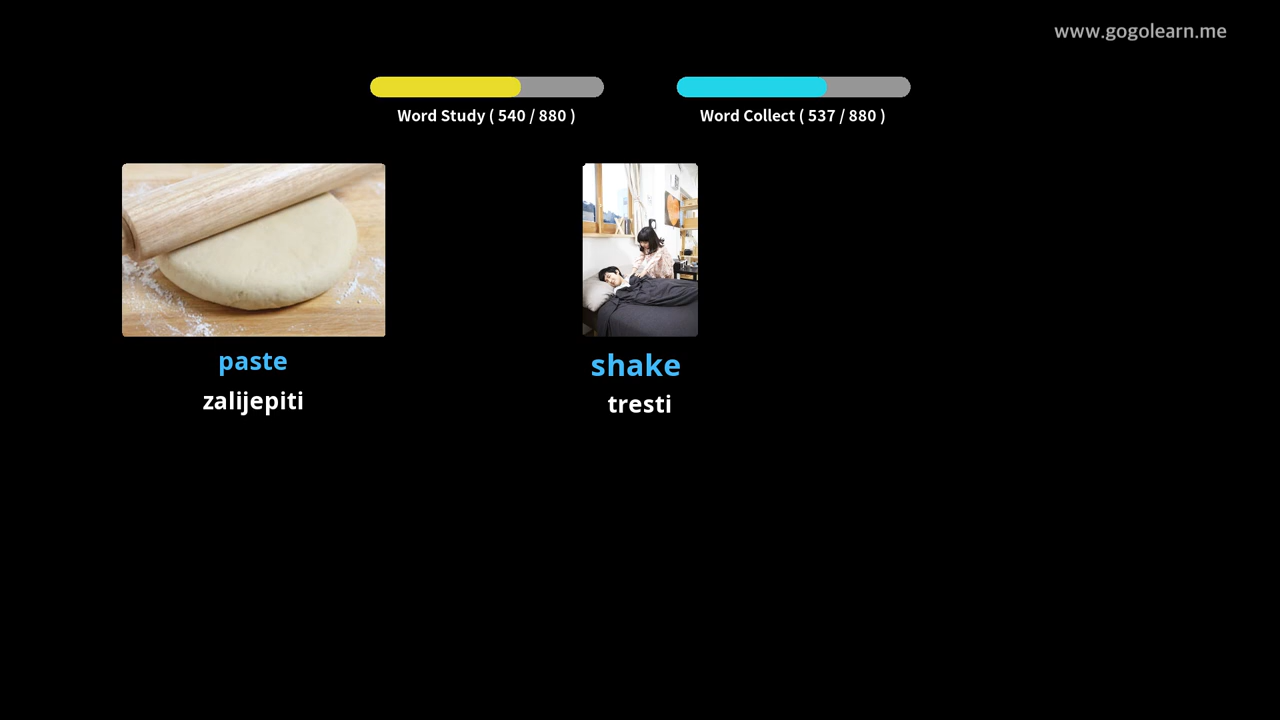 www.gogolearn.me
Word Study ( 540 / 880 )
Word Collect ( 537 / 880 )
paste
zalijepiti
shake
tresti